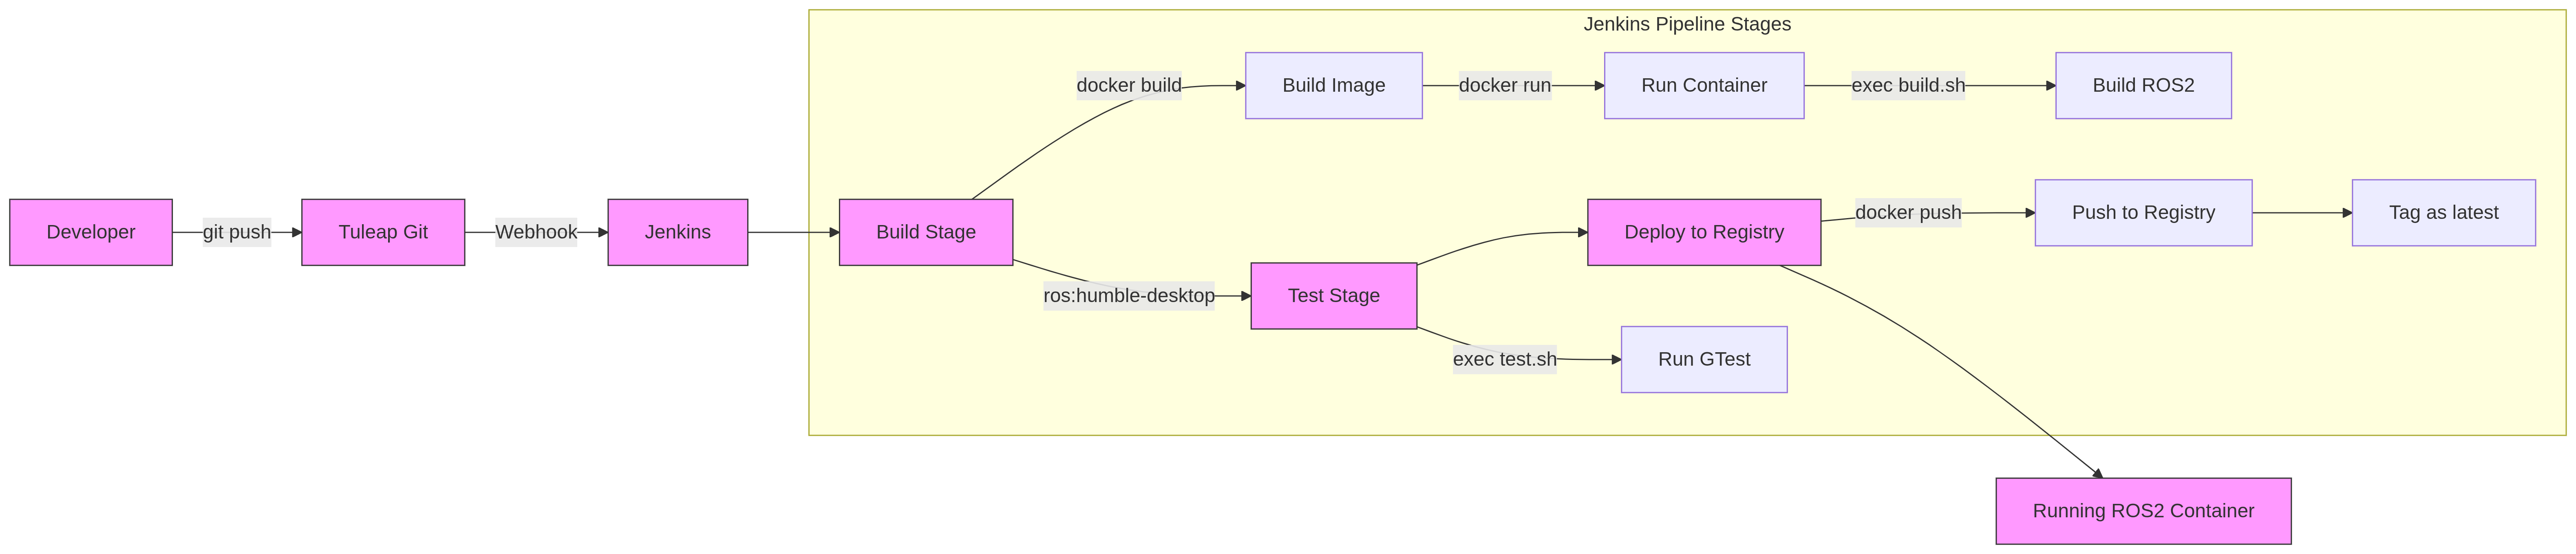 Jenkins Pipeline Stages
docker build
Build Image
docker run
Run Container
exec build.sh
Build ROS2
Developer
git push
Tuleap Git
Webhook
Jenkins
Build Stage
ros:humble-desktop
Test Stage
Deploy to Registry
docker push
Push to Registry
Tag as latest
exec test.sh
Run GTest
Running ROS2 Container